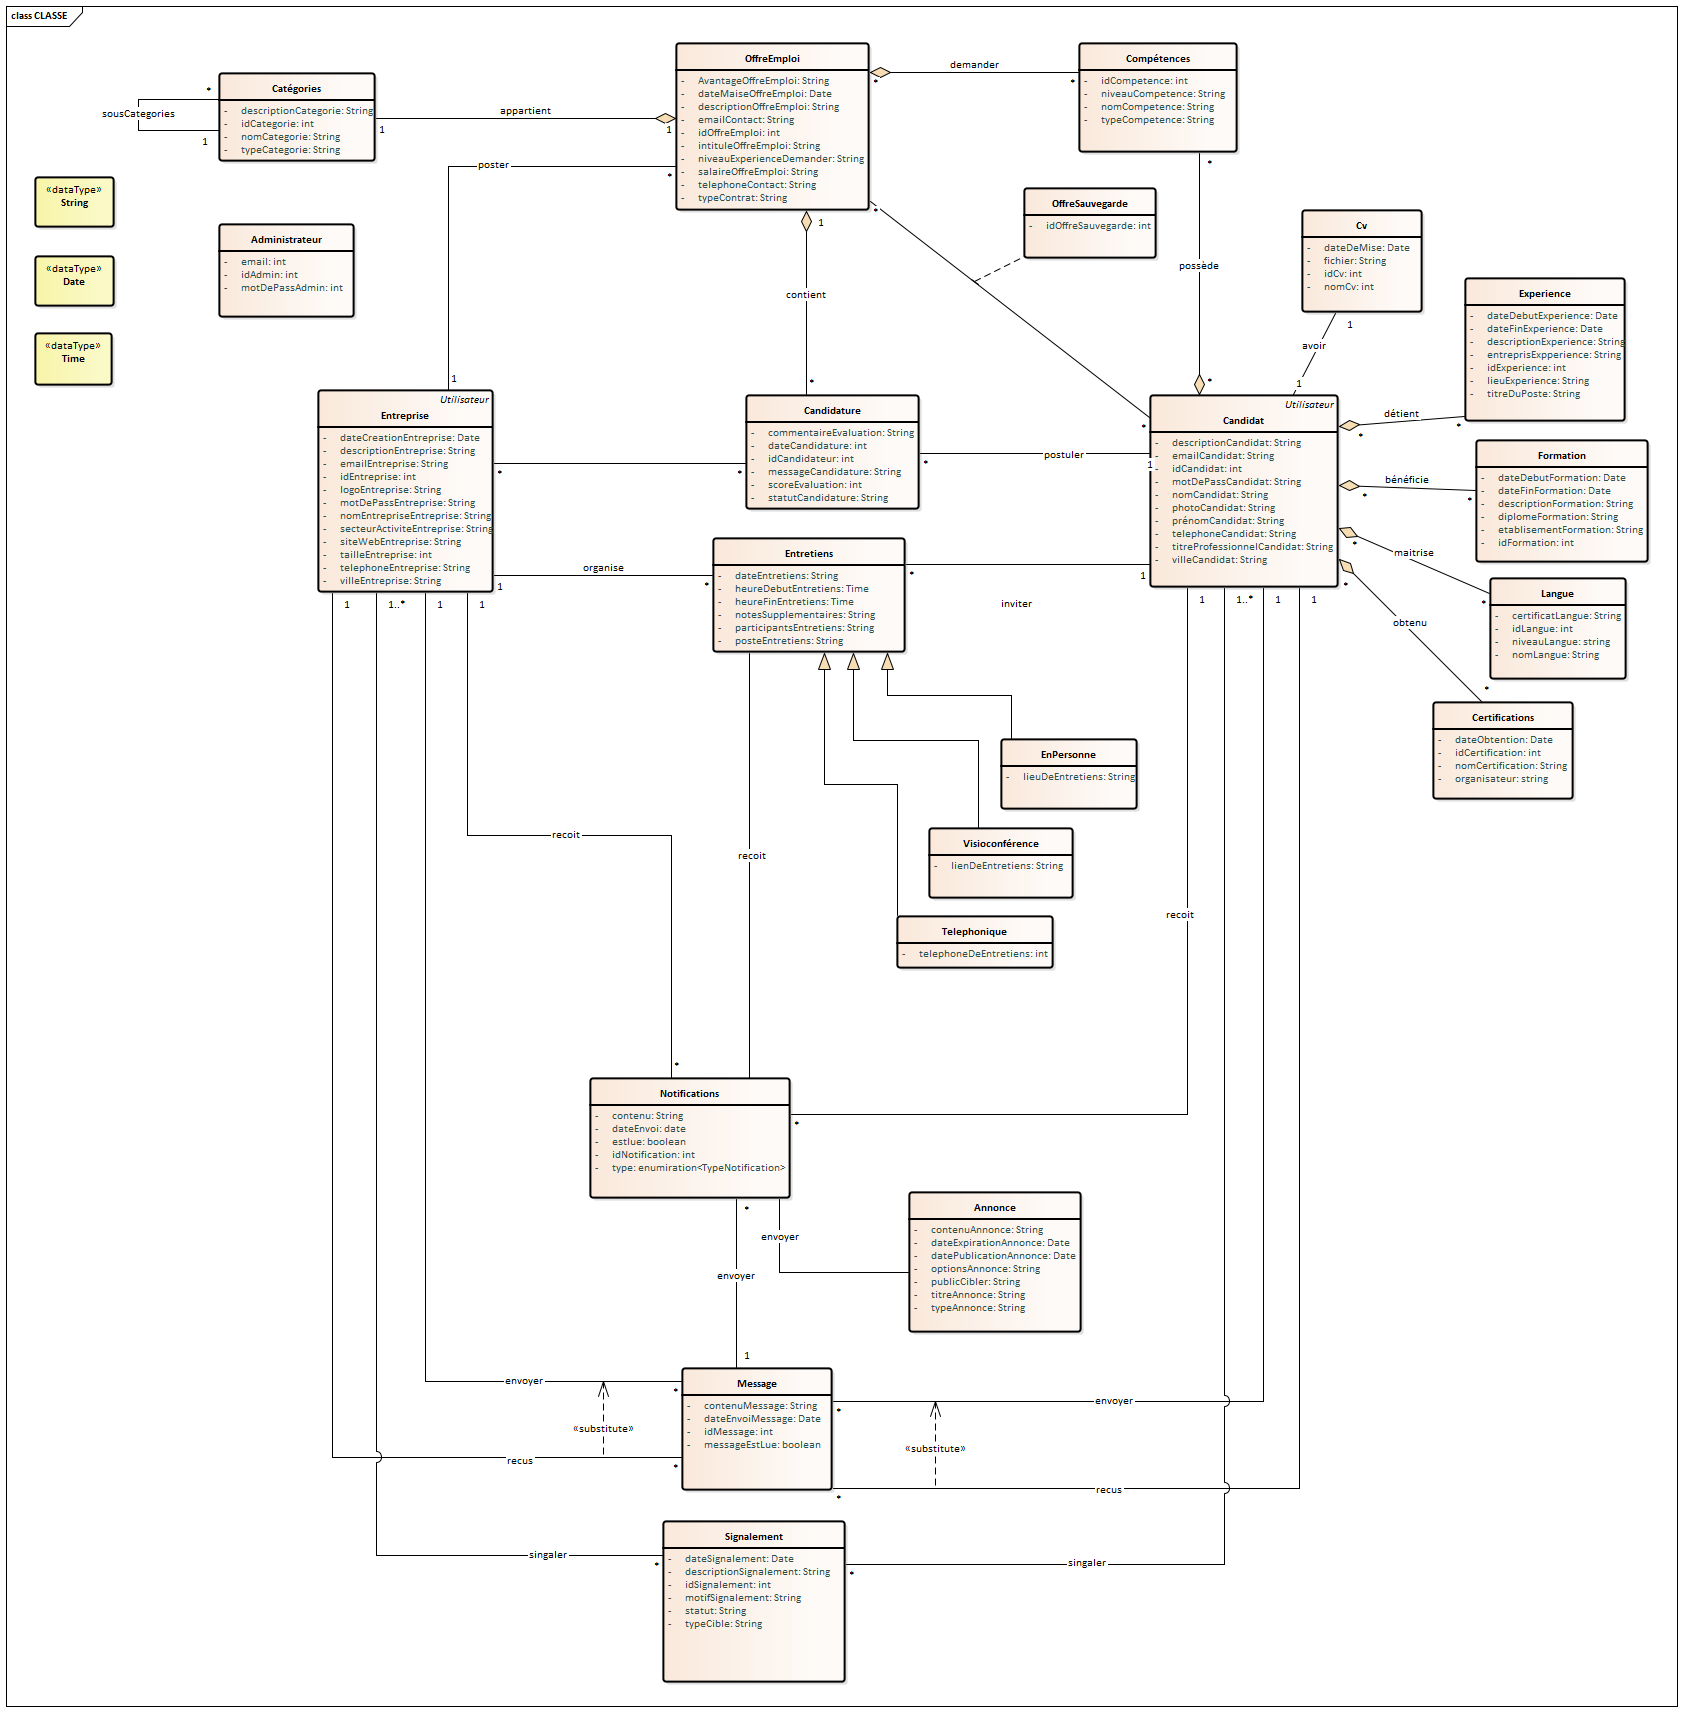 class CLASSE
Catégories
- descriptionCategorie: String
- idCategorie: int
- nomCategorie: String
- typeCategorie: String
*
sousCategories
1
1
appartient
1
OffreEmploi
- AvantageOffreEmploi: String
- dateMaiseOffreEmploi: Date
- descriptionOffreEmploi: String
- emailContact: String
- idOffreEmploi: int
- intituleOffreEmploi: String
- niveauExperienceDemander: String
- salaireOffreEmploi: String
- telephoneContact: String
- typeContrat: String
*
demander
*
Compétences
- idCompetence: int
- niveauCompetence: String
- nomCompetence: String
- typeCompetence: String
*
possède
*
poster
*
1
«dataType»
String
«dataType»
Date
«dataType»
Time
Administrateur
- email: int
- idAdmin: int
- motDePassAdmin: int
OffreSauvegarde
- idOffreSauvegarde: int
*
*
1
contient
*
Cv
- dateDeMise: Date
- fichier: String
- idCv: int
- nomCv: int
1
avoir
1
Experience
- dateDebutExperience: Date
- dateFinExperience: Date
- descriptionExperience: String
- entreprisExpperience: String
- idExperience: int
- lieuExperience: String
- titreDuPoste: String
Utilisateur
Entreprise
- dateCreationEntreprise: Date
- descriptionEntreprise: String
- emailEntreprise: String
- idEntreprise: int
- logoEntreprise: String
- motDePassEntreprise: String
- nomEntrepriseEntreprise: String
- secteurActiviteEntreprise: String
- siteWebEntreprise: String
- tailleEntreprise: int
- telephoneEntreprise: String
- villeEntreprise: String
*
*
Candidature
- commentaireEvaluation: String
- dateCandidature: int
- idCandidateur: int
- messageCandidature: String
- scoreEvaluation: int
- statutCandidature: String
*
postuler
1
Utilisateur
Candidat
- descriptionCandidat: String
- emailCandidat: String
- idCandidat: int
- motDePassCandidat: String
- nomCandidat: String
- photoCandidat: String
- prénomCandidat: String
- telephoneCandidat: String
- titreProfessionnelCandidat: String
- villeCandidat: String
*
détient
*
*
bénéficie
*
Formation
- dateDebutFormation: Date
- dateFinFormation: Date
- descriptionFormation: String
- diplomeFormation: String
- etablisementFormation: String
- idFormation: int
*
maitrise
*
Langue
- certificatLangue: String
- idLangue: int
- niveauLangue: string
- nomLangue: String
*
obtenu
*
Certifications
- dateObtention: Date
- idCertification: int
- nomCertification: String
- organisateur: string
1
organise
*
Entretiens
- dateEntretiens: String
- heureDebutEntretiens: Time
- heureFinEntretiens: Time
- notesSupplementaires: String
- participantsEntretiens: String
- posteEntretiens: String
*
inviter
1
1
1..*
1
1
1
1..*
1
1
EnPersonne
- lieuDeEntretiens: String
Visioconférence
- lienDeEntretiens: String
Telephonique
- telephoneDeEntretiens: int
recoit
recoit
recoit
*
Notifications
- contenu: String
- dateEnvoi: date
- estlue: boolean
- idNotification: int
- type: enumiration<TypeNotification>
*
*
envoyer
envoyer
1
Annonce
- contenuAnnonce: String
- dateExpirationAnnonce: Date
- datePublicationAnnonce: Date
- optionsAnnonce: String
- publicCibler: String
- titreAnnonce: String
- typeAnnonce: String
Message
- contenuMessage: String
- dateEnvoiMessage: Date
- idMessage: int
- messageEstLue: boolean
envoyer
*
«substitute»
recus
*
*
envoyer
«substitute»
*
recus
Signalement
- dateSignalement: Date
- descriptionSignalement: String
- idSignalement: int
- motifSignalement: String
- statut: String
- typeCible: String
singaler
*
*
singaler